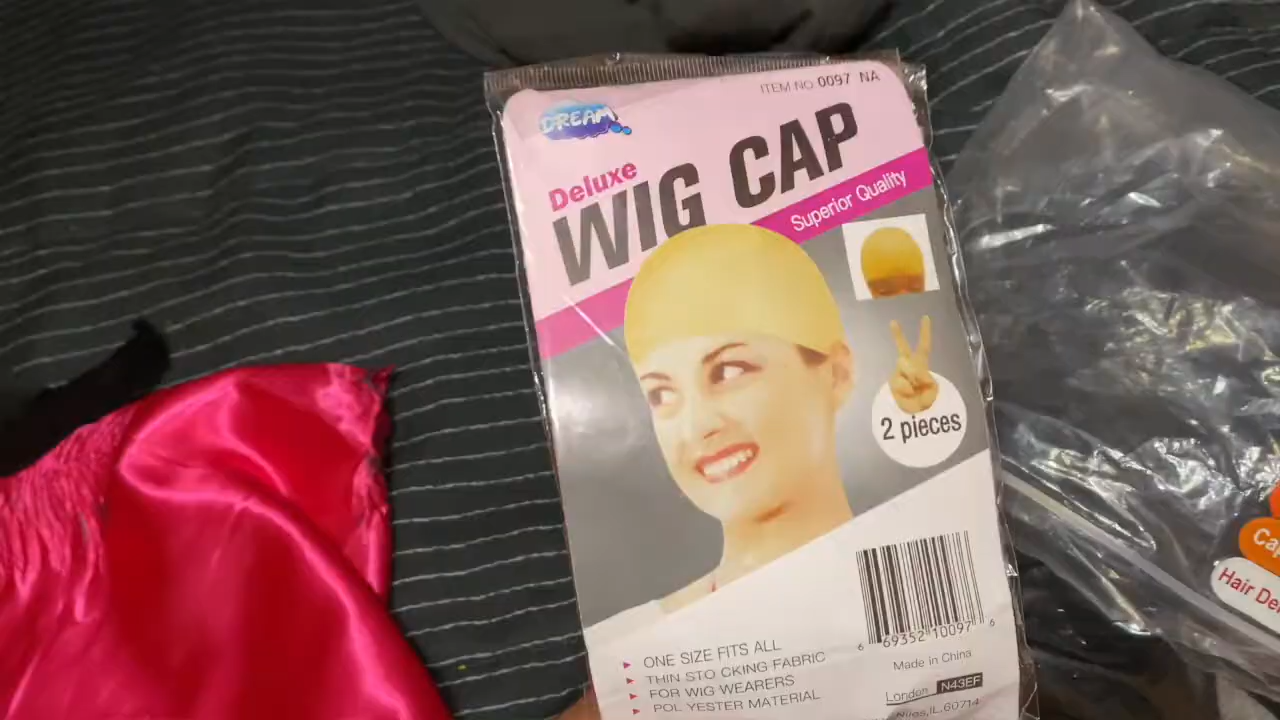 ITEM NO 0097 NA
DREAM
Deluxe
WIG CAP
Superior Quality
2 pieces
ONE SIZE FITS ALL
THIN STO CKING FABRIC
FOR WIG WEARERS
POL YESTER MATERIAL
6 69352 10097 6
Made in China
London N43EF
Niles,IL.60714
Hair De